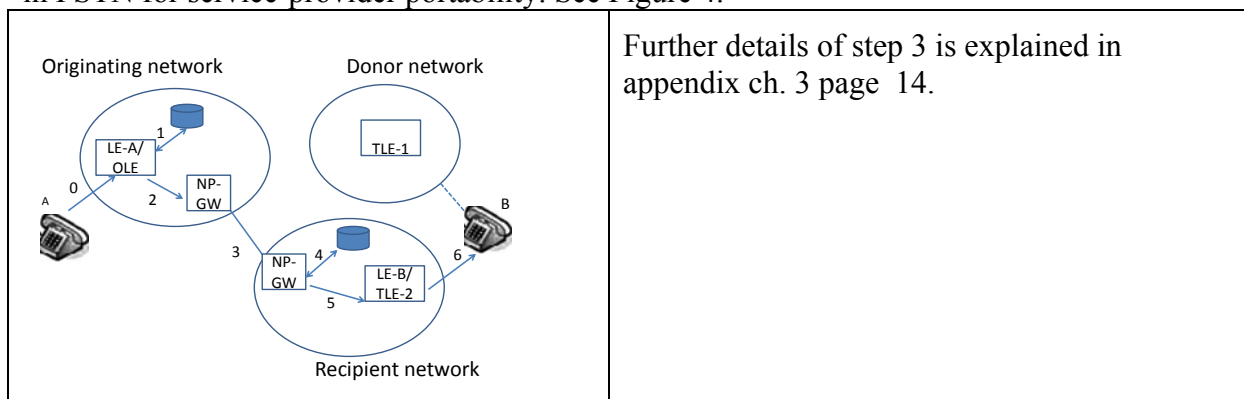 in PSTN for service-provider portability. See Figure 4.
Originating network
Donor network
1
LE-A/
OLE
TLE-1
0
2
NP-
GW
A
B
3
NP-
GW
4
LE-B/
TLE-2
6
5
Recipient network
Further details of step 3 is explained in
appendix ch. 3 page 14.